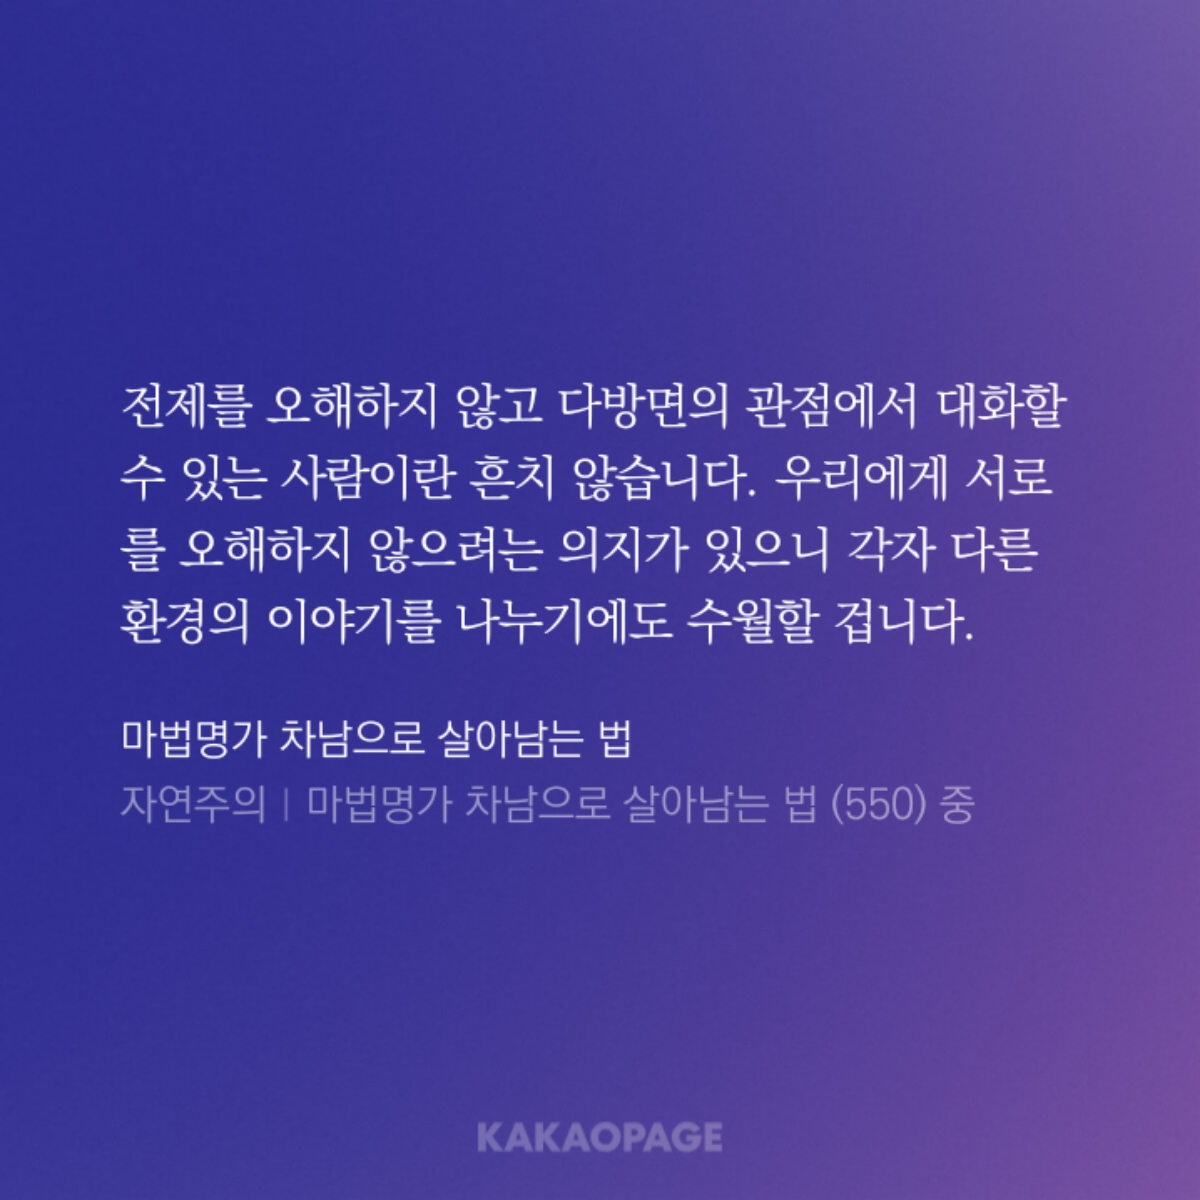 전제를 오해하지 않고 다방면의 관점에서 대화할
수 있는 사람이란 흔치 않습니다. 우리에게 서로
를 오해하지 않으려는 의지가 있으니 각자 다른
환경의 이야기를 나누기에도 수월할 겁니다.
마법명가 차남으로 살아남는 법
자연주의 | 마법명가 차남으로 살아남는 법 (550) 중
KAKAOPAGE